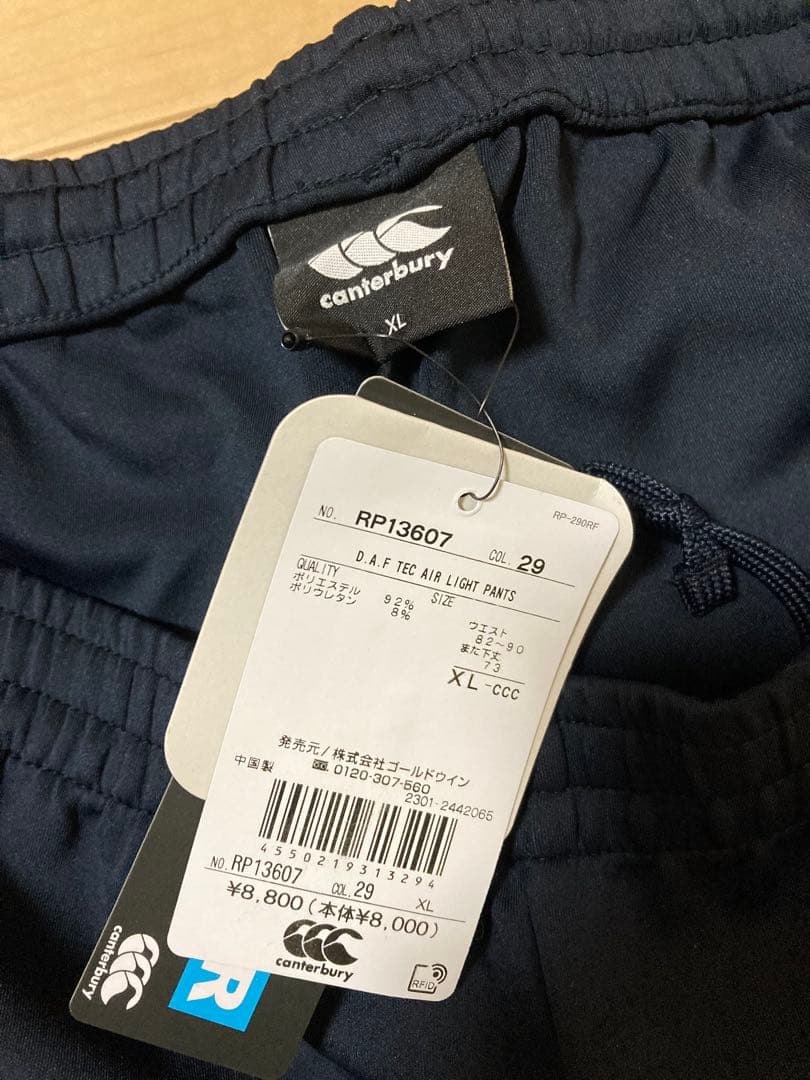 canterbury
XL
RP-290RF
NO. RP13607 COL. 29
D.A.F TEC AIR LIGHT PANTS
QUALITY SIZE
ポリエステル 92%
ポリウレタン 8%
ウエスト
82〜90
また下丈
73
XL -CCC
発売元/株式会社ゴールドウイン
0120-307-560
中国製 2301-2442065
4550219313294
NO. RP13607 COL. 29 XL
¥8,800(本体¥8,000)
canterbury
RFID
canterbury
R